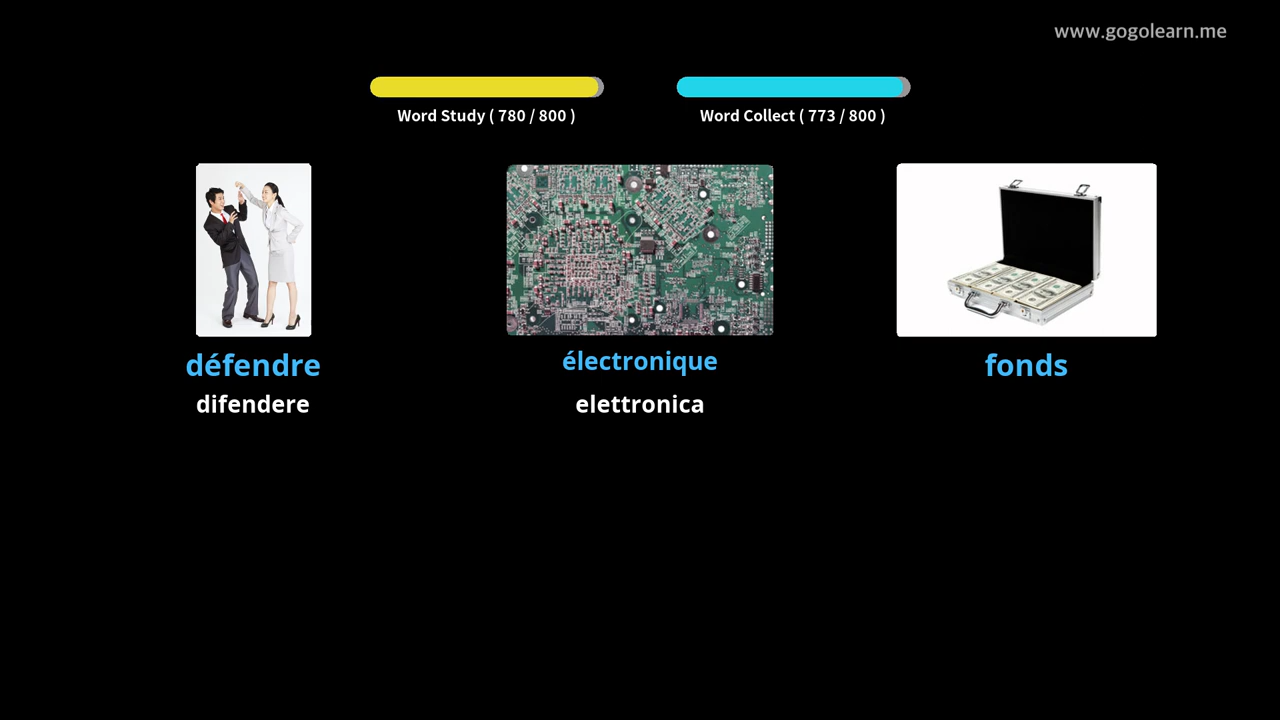 www.gogolearn.me
Word Study ( 780 / 800 )
Word Collect ( 773 / 800 )
défendre
difendere
électronique
elettronica
fonds